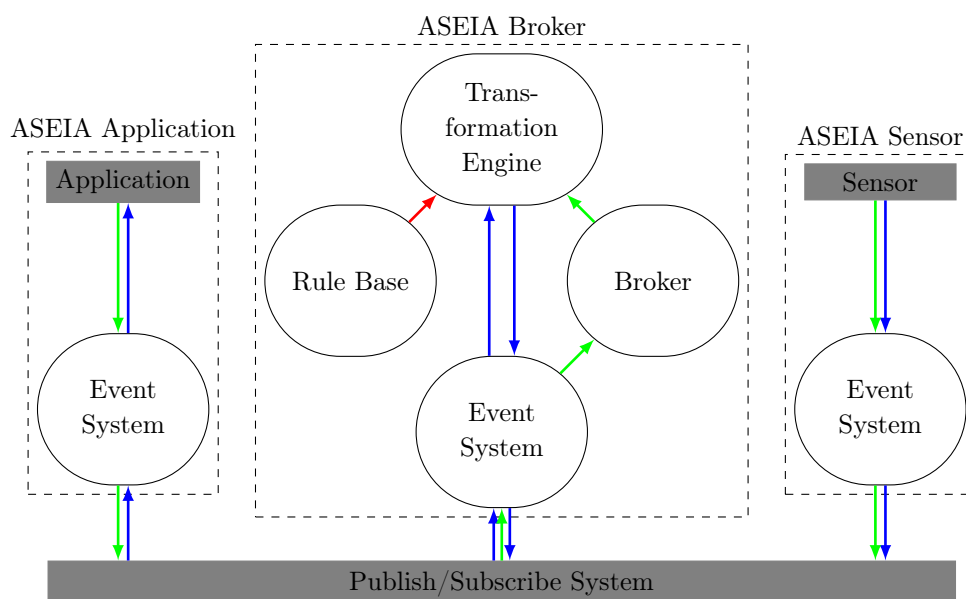 ASEIA Broker
Trans-
formation
Engine
ASEIA Application
Application
ASEIA Sensor
Sensor
Rule Base
Broker
Event
System
Event
System
Event
System
Publish/Subscribe System